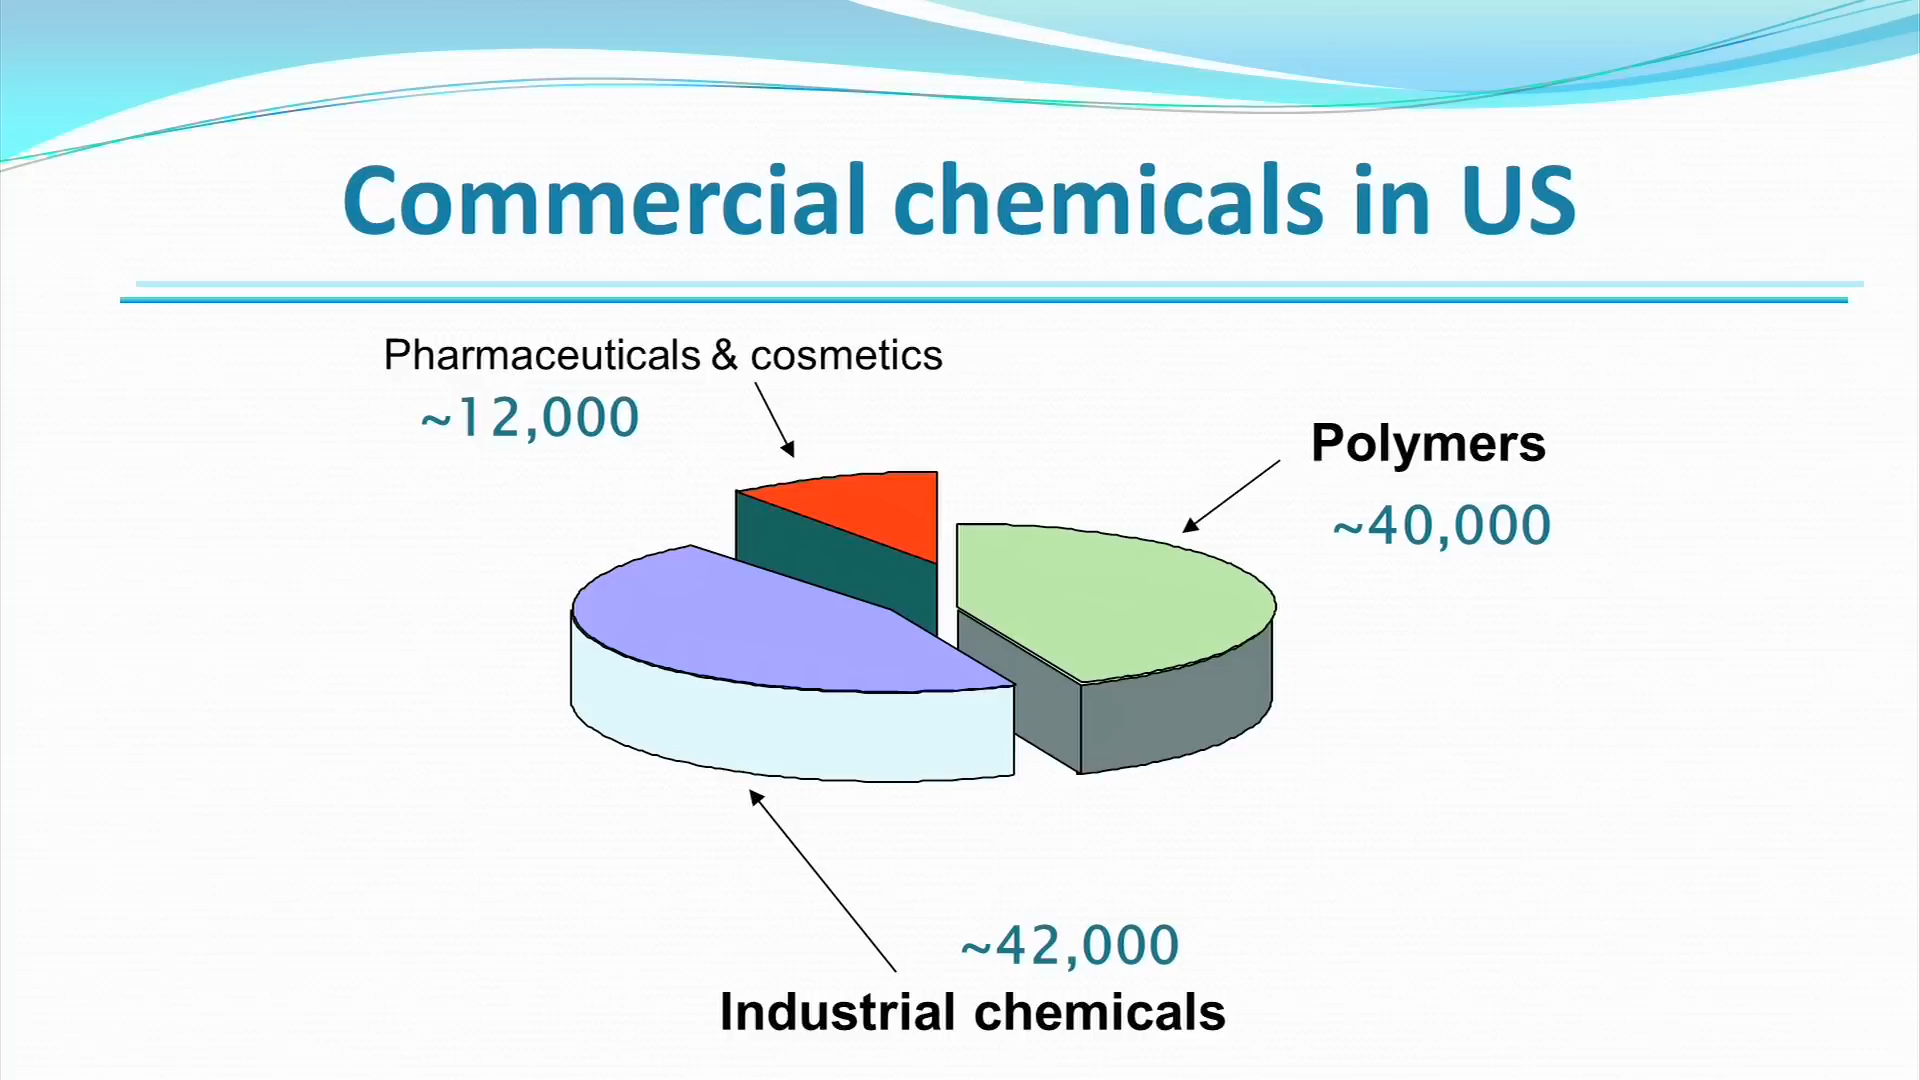 Commercial chemicals in US
Pharmaceuticals & cosmetics
~12,000
Polymers
~40,000
~42,000
Industrial chemicals